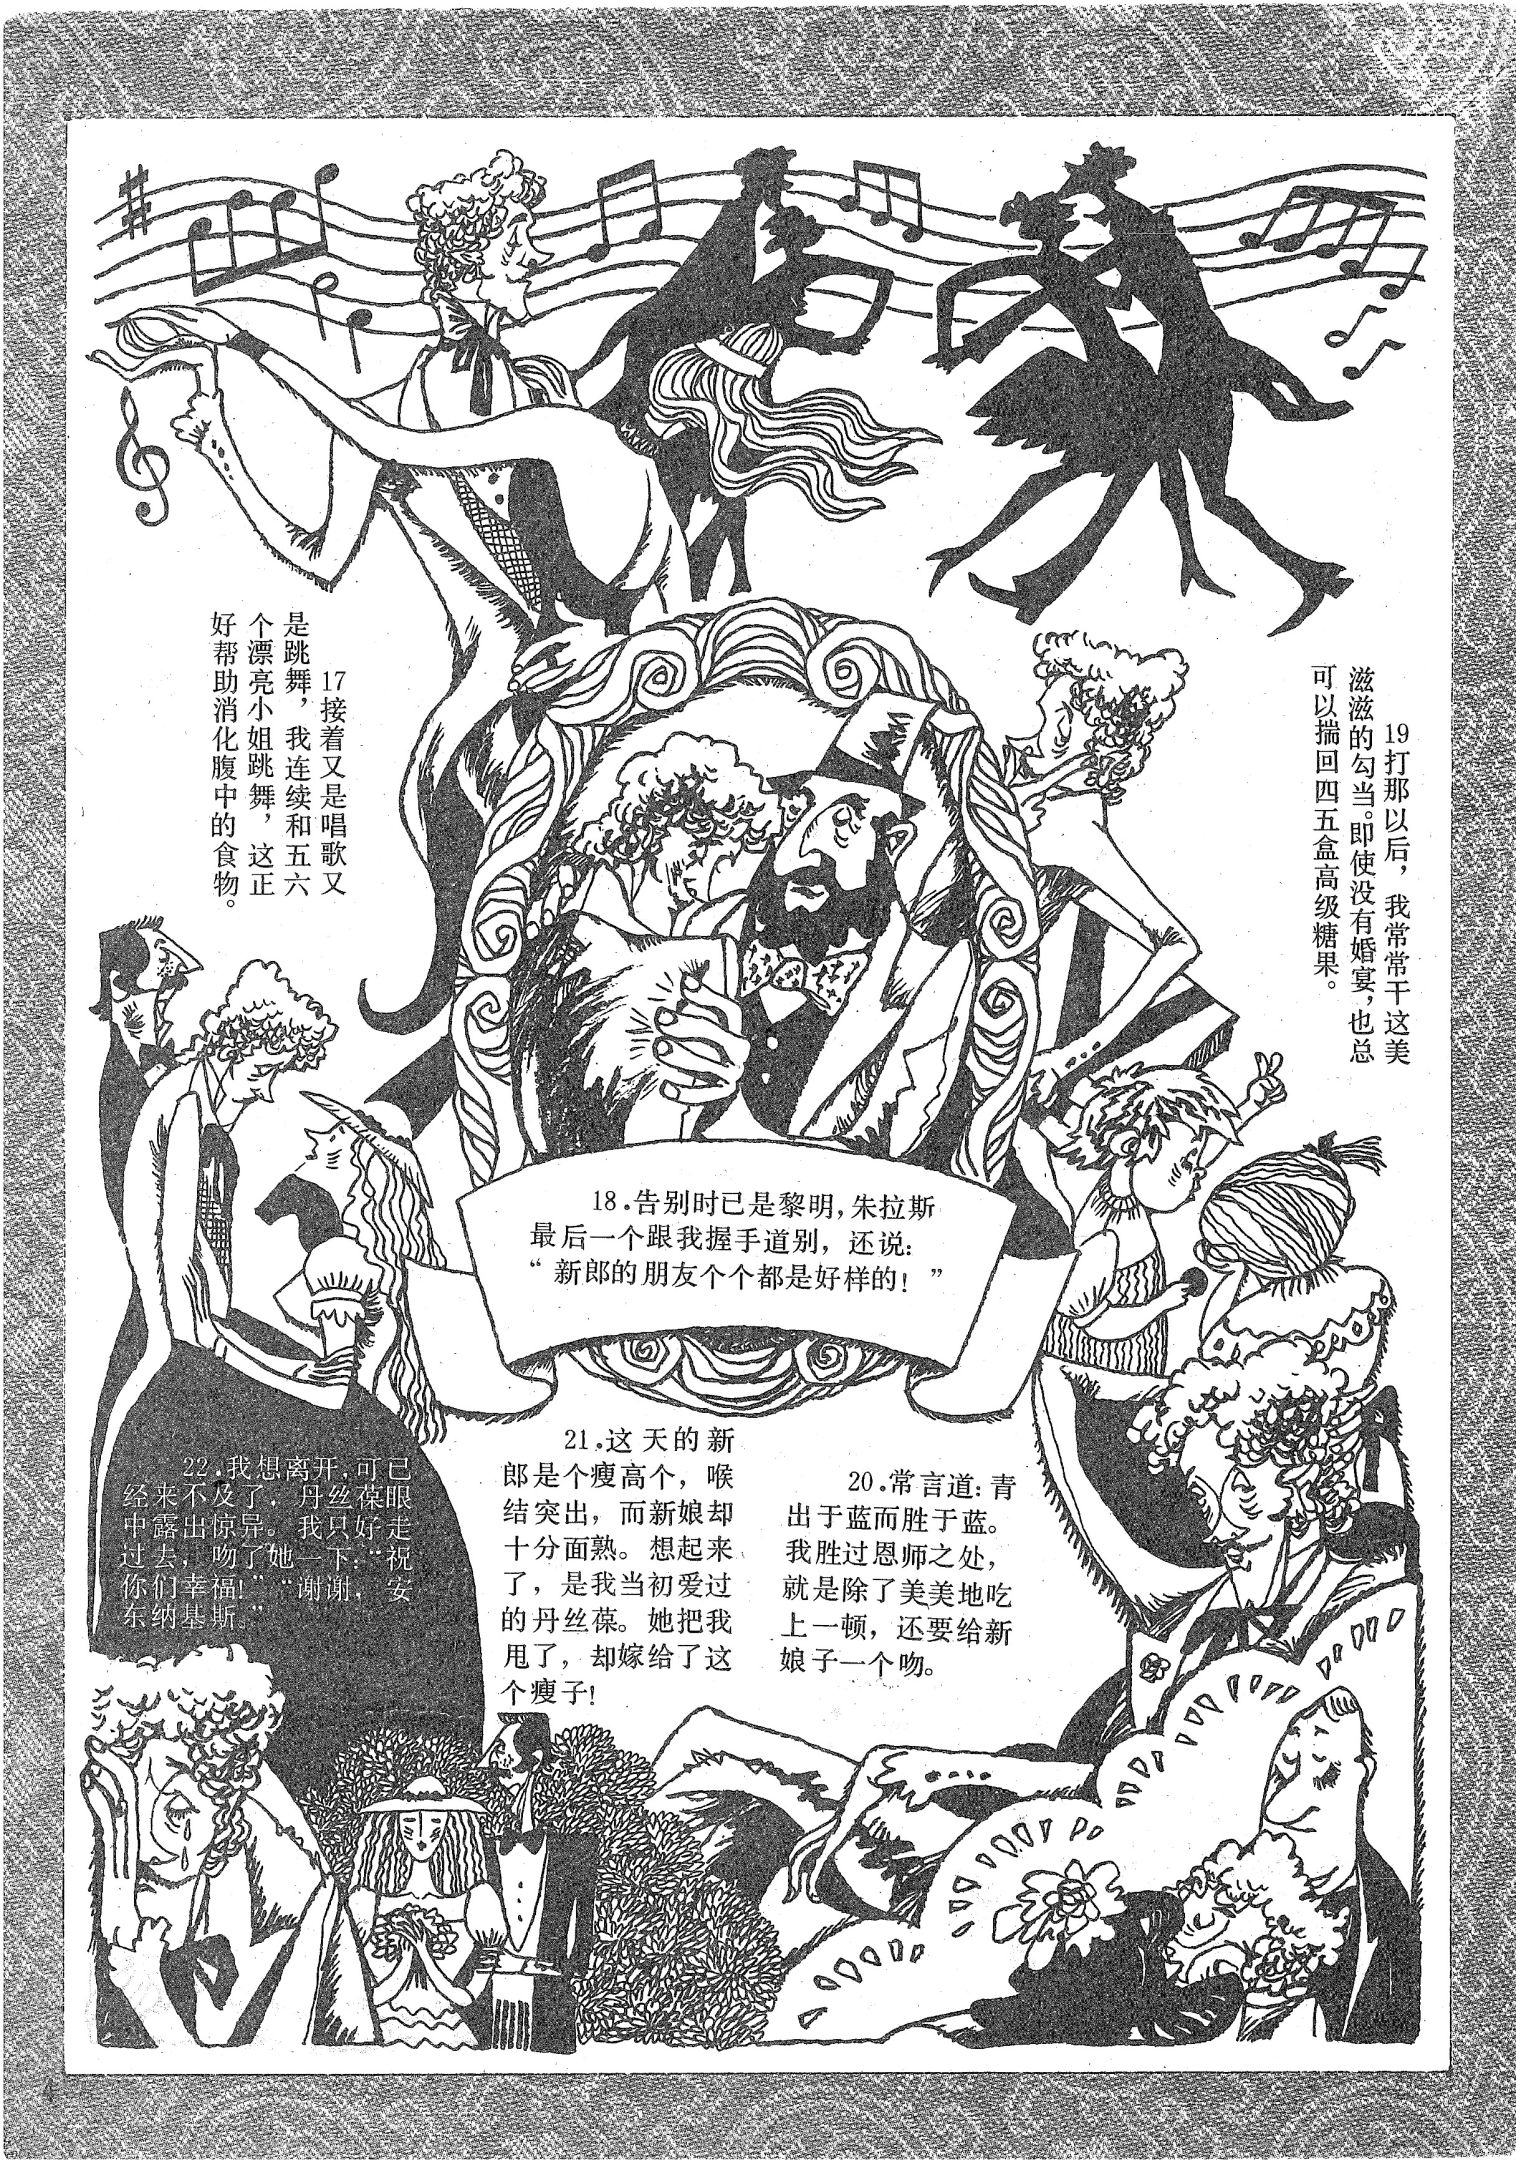 17接着又是唱歌又
是跳舞，我连续和五六
个漂亮小姐跳舞，这正
好帮助消化腹中的食物。
18.告别时已是黎明，朱拉斯
最后一个跟我握手道别，还说：
“新郎的朋友个个都是好样的！”
19打那以后，我常常干这美
滋滋的勾当。即使没有婚宴，也总
可以揣回四五盒高级糖果。
20.常言道：青
出于蓝而胜于蓝。
我胜过恩师之处，
就是除了美美地吃
上一顿，还要给新
娘子一个吻。
21.这天的新
郎是个瘦高个，喉
结突出，而新娘却
十分面熟。想起来
了，是我当初爱过
的丹丝葆。她把我
甩了，却嫁给了这
个瘦子！
22.我想离开，可已
经来不及了，丹丝葆眼
中露出惊异。我只好走
过去，吻了她一下：“祝
你们幸福！”“谢谢，安
东纳基斯。”
4